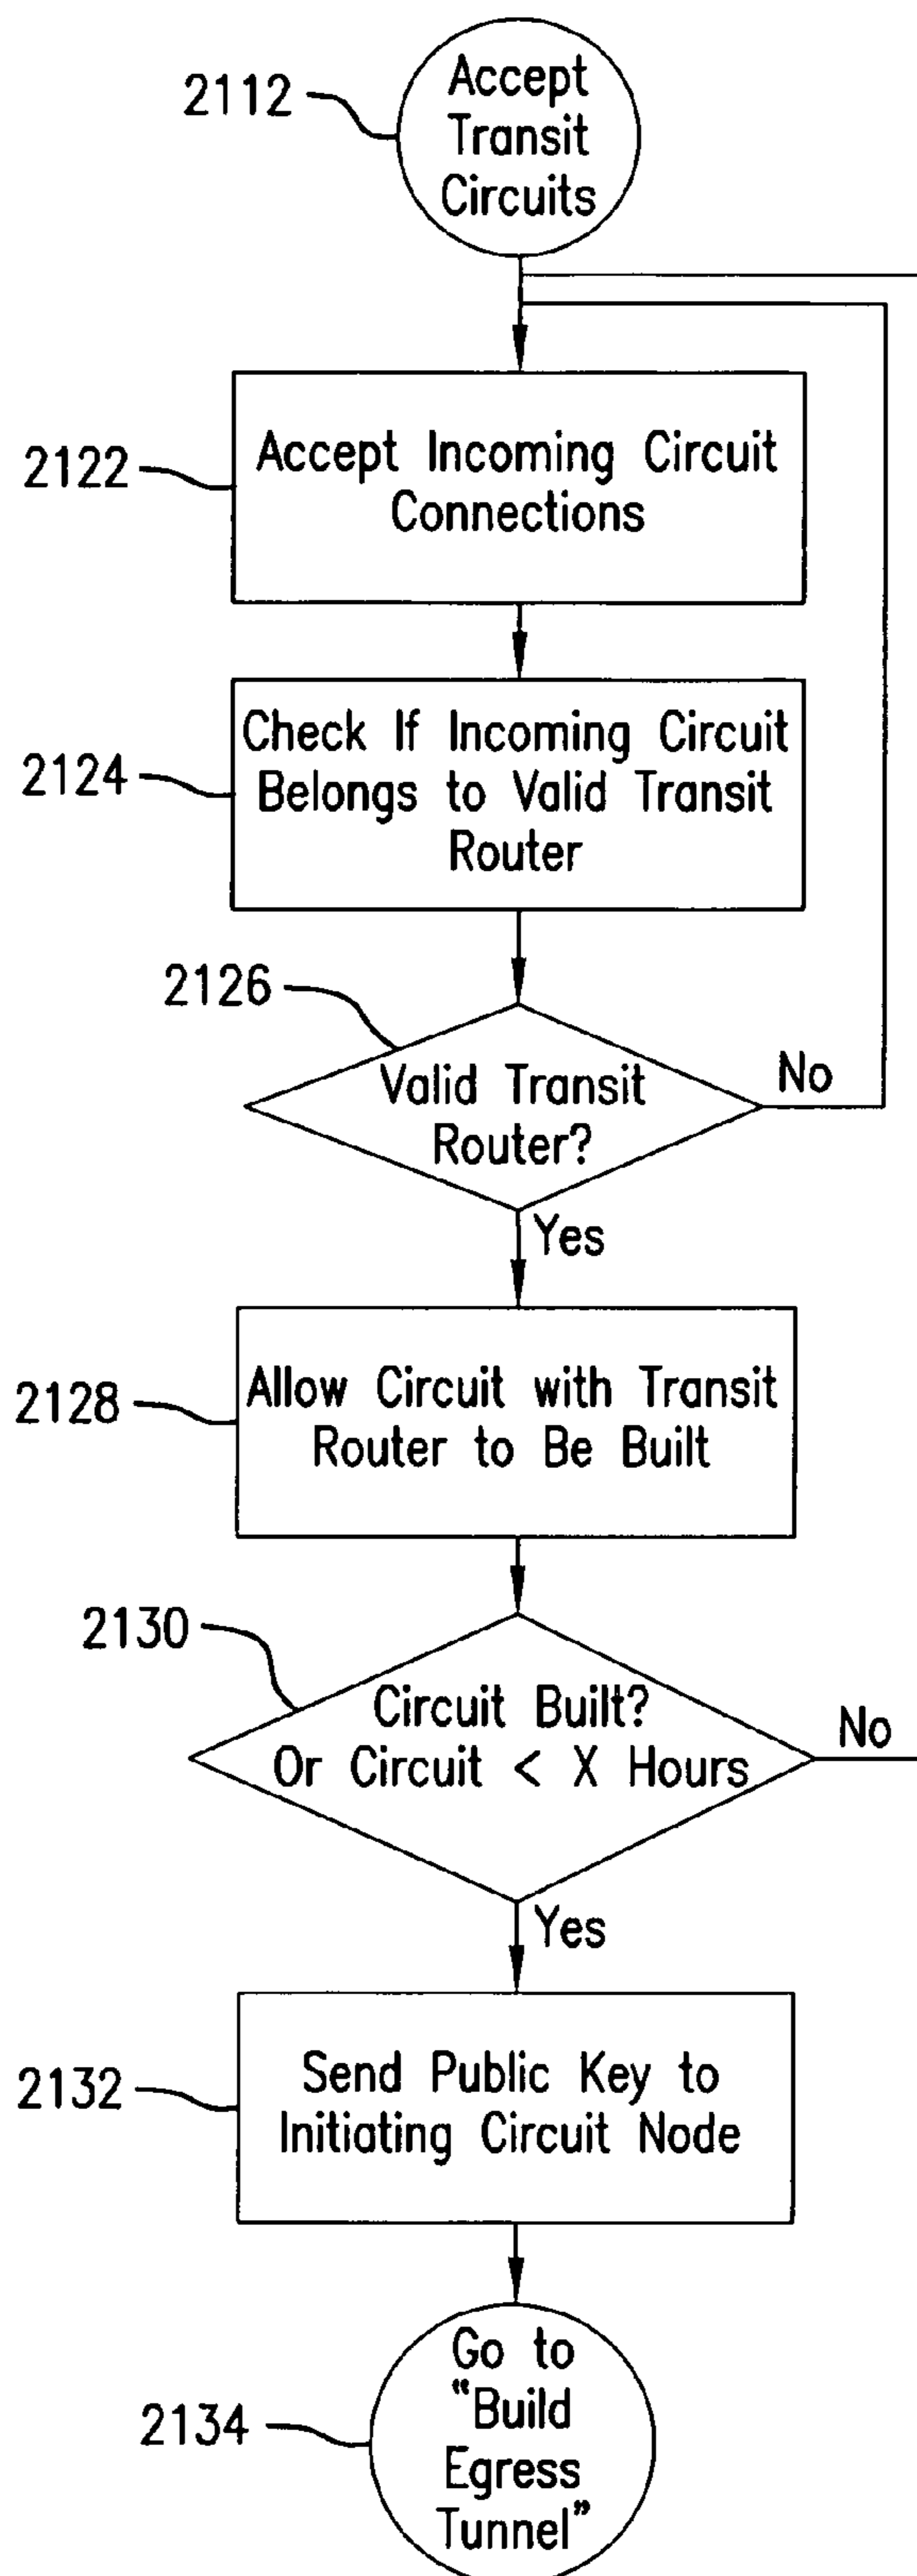 2112
Accept
Transit
Circuits
2122
Accept Incoming Circuit
Connections
2124
Check If Incoming Circuit
Belongs to Valid Transit
Router
2126
Valid Transit
Router?
No
Yes
2128
Allow Circuit with Transit
Router to Be Built
2130
Circuit Built?
Or Circuit < X Hours
No
Yes
2132
Send Public Key to
Initiating Circuit Node
2134
Go to
“Build
Egress
Tunnel”